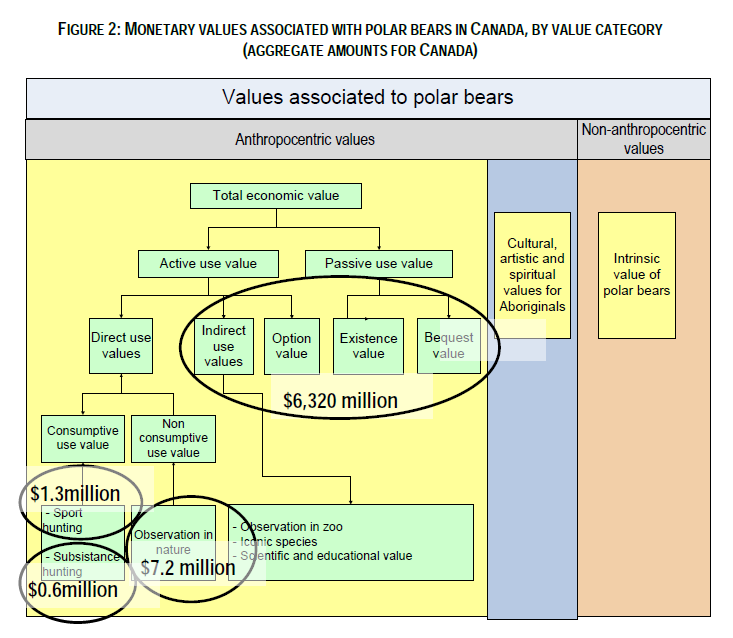 FIGURE 2: MONETARY VALUES ASSOCIATED WITH POLAR BEARS IN CANADA, BY VALUE CATEGORY
(AGGREGATE AMOUNTS FOR CANADA)
Values associated to polar bears
Anthropocentric values
Non-anthropocentric
values
Total economic value
Cultural,
artistic and
spiritual
values for
Aboriginals
Intrinsic
value of
polar bears
Active use value
Passive use value
Direct use
values
Indirect
use
values
Option
value
Existence
value
Bequest
value
$6,320 million
Consumptive
use value
Non
consumptive
use value
$1.3million
- Sport
hunting
- Subsistance
hunting
$0.6million
Observation in
nature
$7.2 million
- Observation in zoo
- Iconic species
- Scientific and educational value